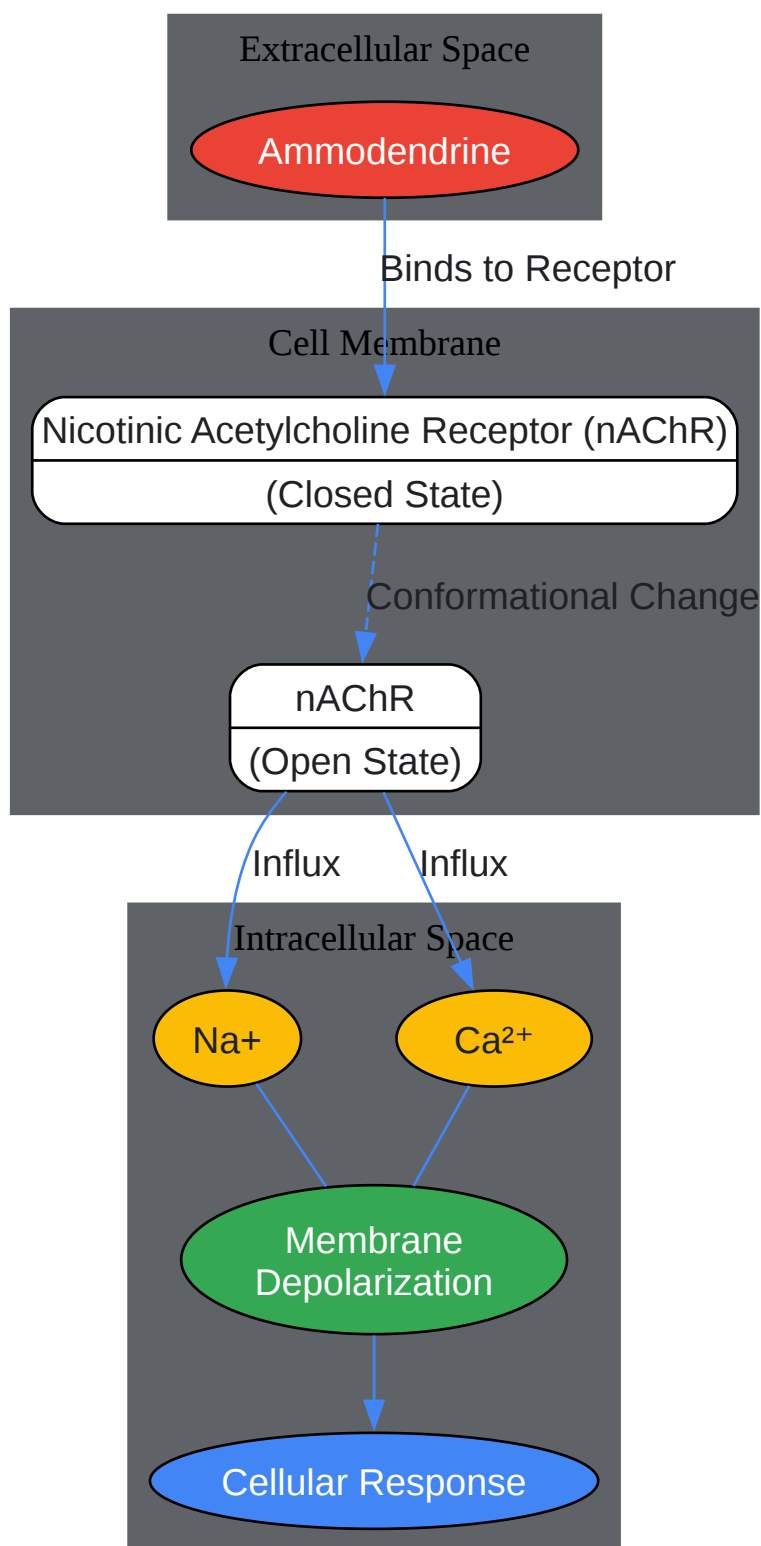 Extracellular Space
Ammodendrine
Binds to Receptor
Cell Membrane
Nicotinic Acetylcholine Receptor (nAChR)
(Closed State)
Conformational Change
nAChR
(Open State)
Influx
Influx
Intracellular Space
Na+
Ca²⁺
Membrane
Depolarization
Cellular Response